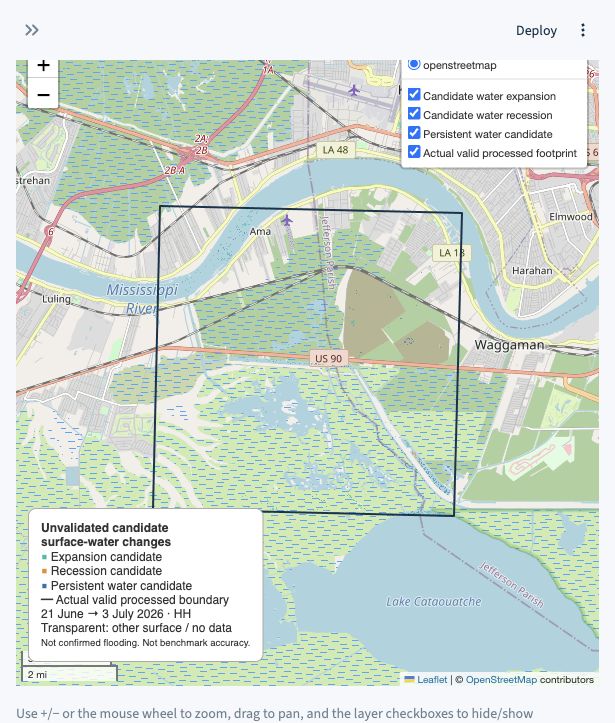 Deploy
+
−
openstreetmap
Candidate water expansion
Candidate water recession
Persistent water candidate
Actual valid processed footprint
1A
2A;
2B
2B A
LA 48
strehan
6
Ama
Jefferson Parish
Elmwood
LA 18
Harahan
Luling
Mississippi
River
Waggaman
US 90
Unvalidated candidate
surface-water changes
Expansion candidate
Recession candidate
Persistent water candidate
— Actual valid processed boundary
21 June → 3 July 2026 · HH
Transparent: other surface / no data
Not confirmed flooding. Not benchmark accuracy.
Lake Cataouatche
Jefferson Parish
2 mi
Leaflet | © OpenStreetMap contributors
Use +/− or the mouse wheel to zoom, drag to pan, and the layer checkboxes to hide/show